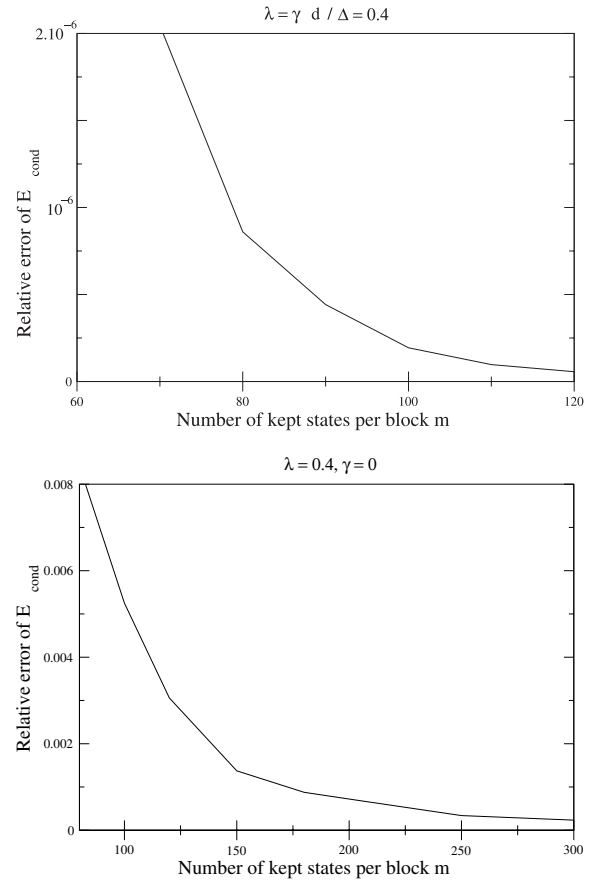 λ = γ d / Δ = 0.4
2.10⁻⁶
10⁻⁶
0
Relative error of E cond
60 80 100 120
Number of kept states per block m
λ = 0.4, γ = 0
0.008
0.006
0.004
0.002
0
Relative error of E cond
100 150 200 250 300
Number of kept states per block m